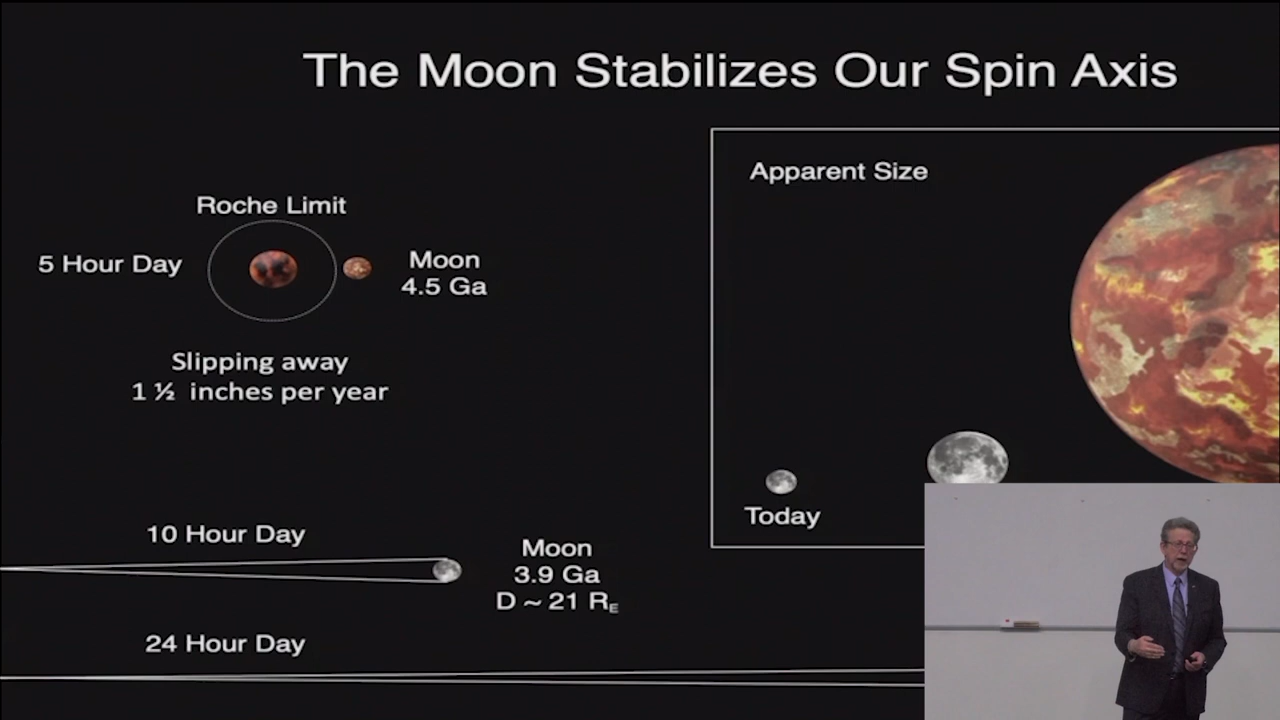 The Moon Stabilizes Our Spin Axis
Roche Limit
5 Hour Day
Moon
4.5 Ga
Slipping away
1 ½ inches per year
Apparent Size
Today
10 Hour Day
Moon
3.9 Ga
D ~ 21 RE
24 Hour Day